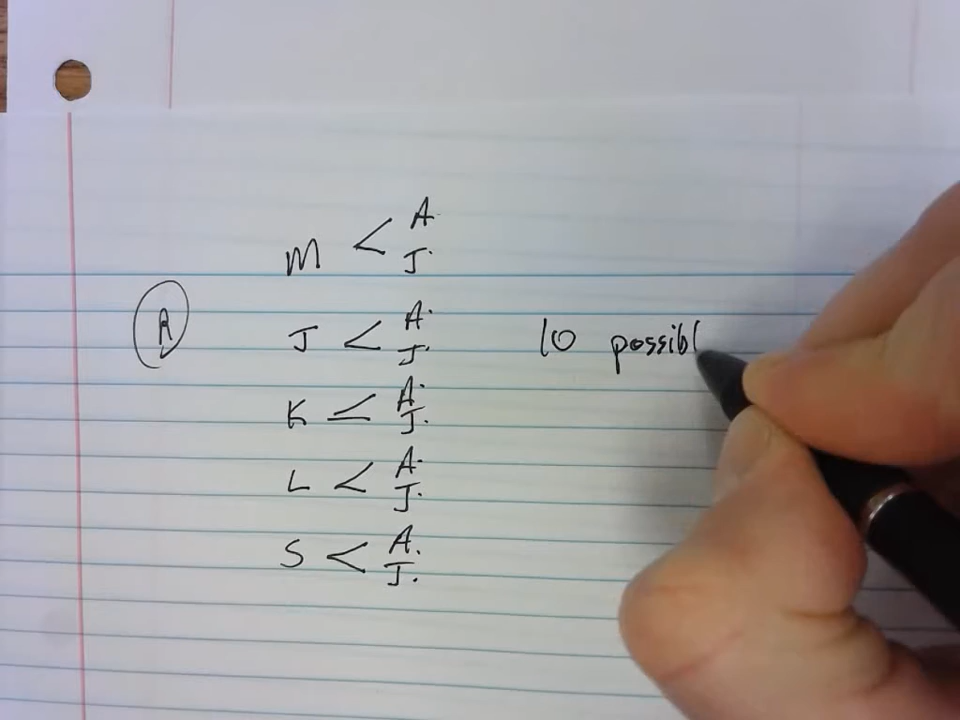 A.
M <
J.
A
A.
J <
J.
10 possibl
A.
K <
J.
A.
L <
J.
A.
S <
J.